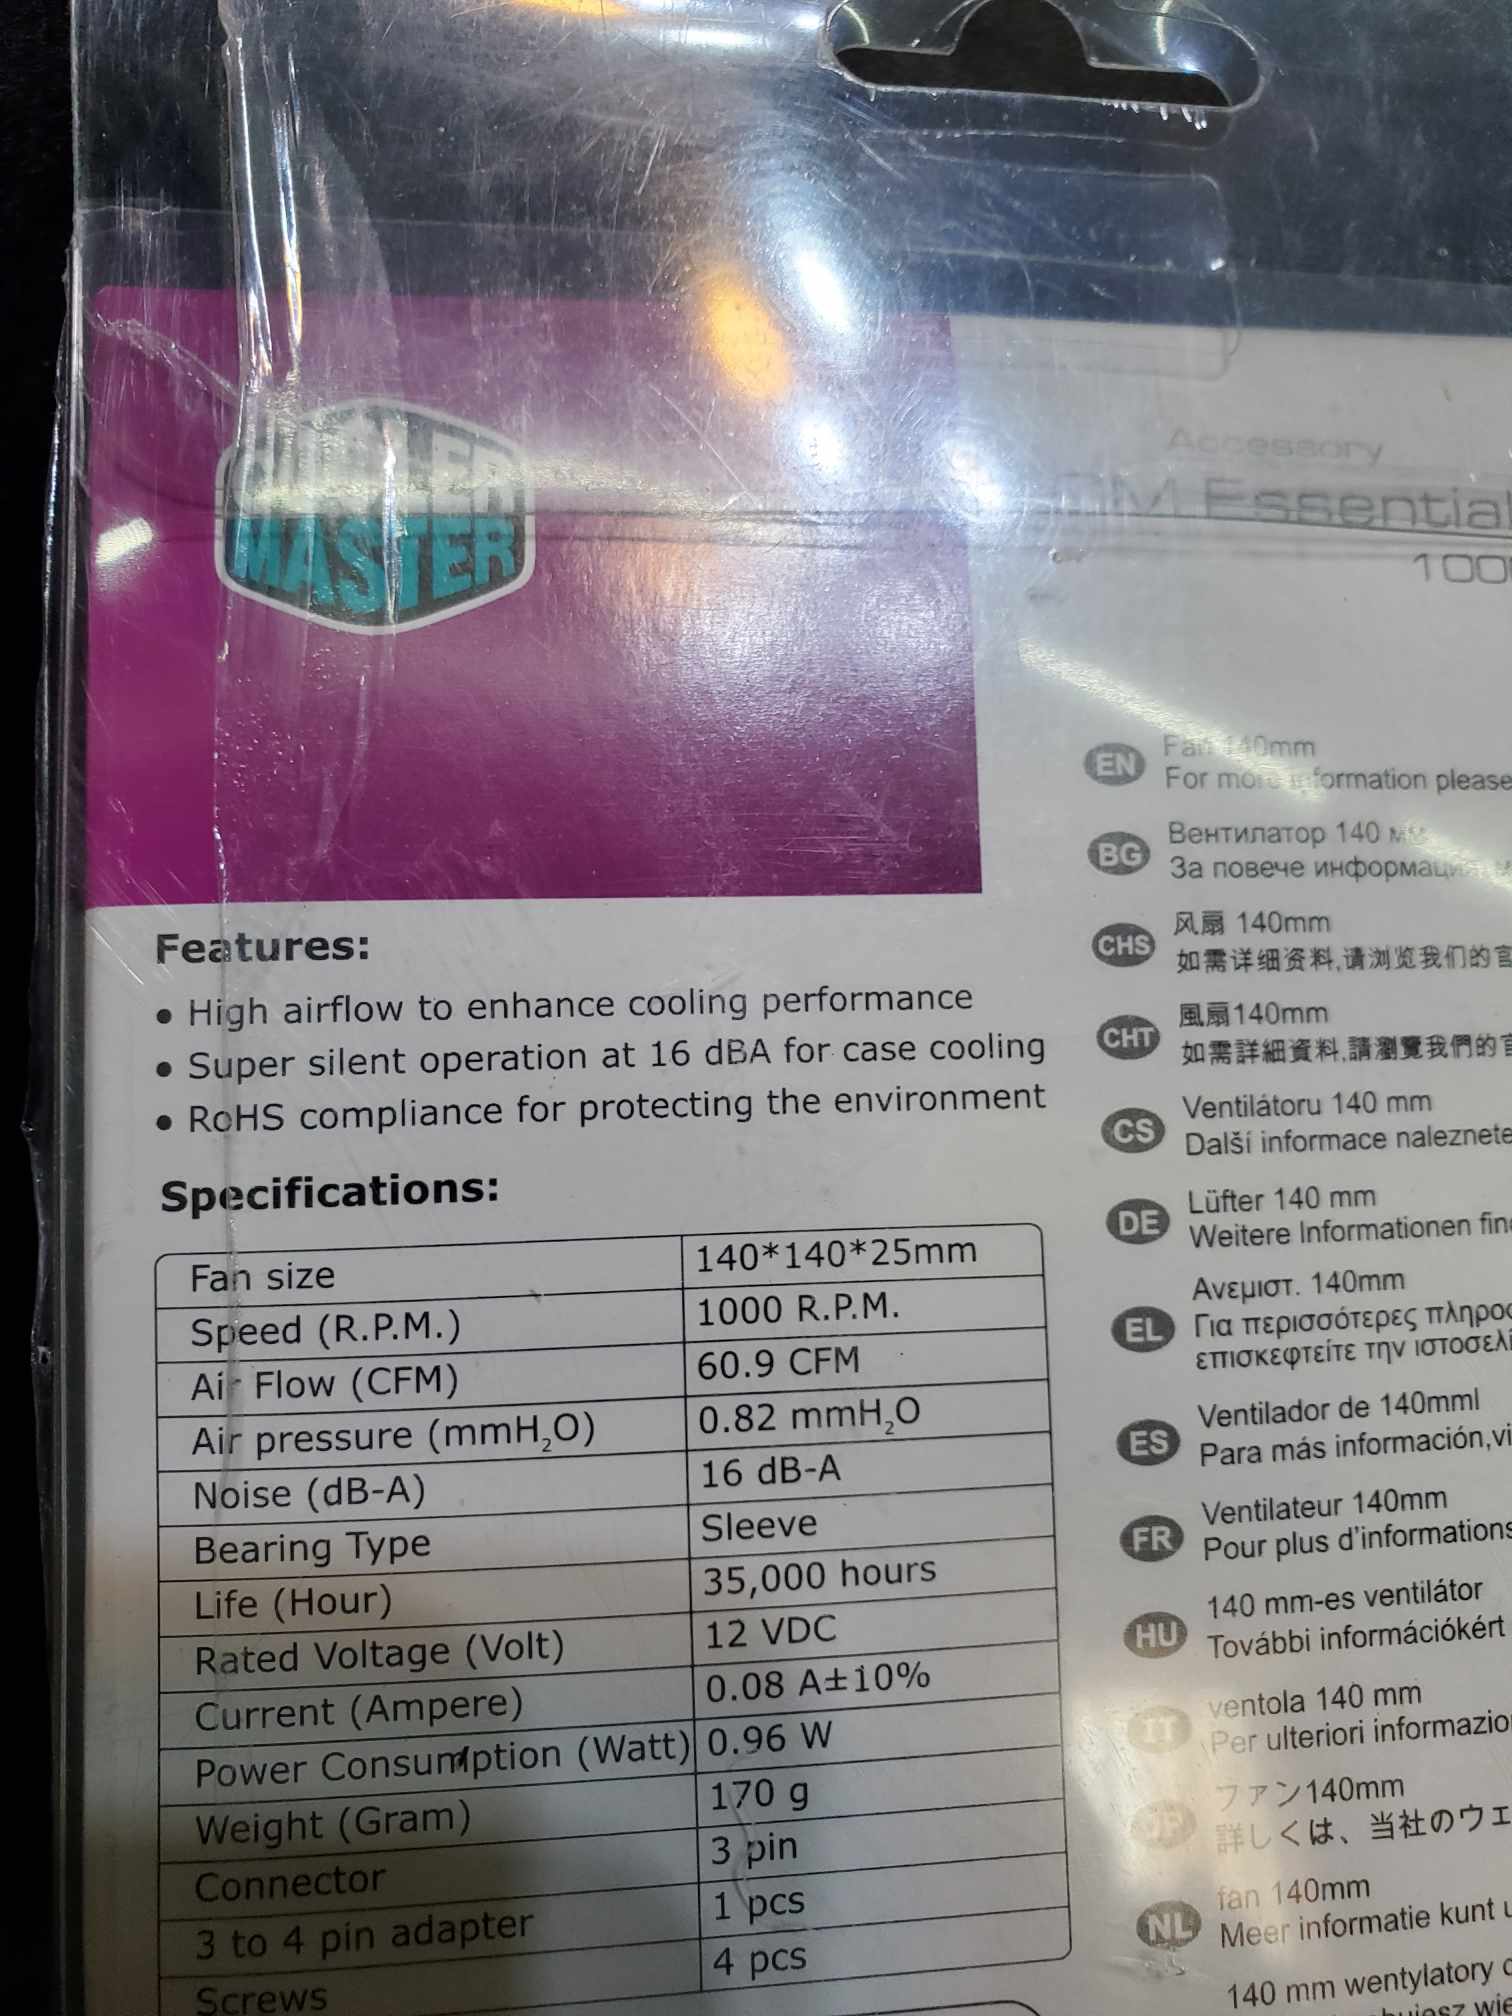 COOLER
MASTER
Accessory
Essential
Features:
• High airflow to enhance cooling performance
• Super silent operation at 16 dBA for case cooling
• RoHS compliance for protecting the environment
Specifications:
Fan size 140*140*25mm
Speed (R.P.M.) 1000 R.P.M.
Air Flow (CFM) 60.9 CFM
Air pressure (mmH₂O) 0.82 mmH₂O
Noise (dB-A) 16 dB-A
Bearing Type Sleeve
Life (Hour) 35,000 hours
Rated Voltage (Volt) 12 VDC
Current (Ampere) 0.08 A±10%
Power Consumption (Watt) 0.96 W
Weight (Gram) 170 g
Connector 3 pin
3 to 4 pin adapter 1 pcs
Screws 4 pcs
EN Fan 140mm
For more information please
BG Вентилатор 140 мм
За повече информация
CHS 风扇 140mm
如需详细资料,请浏览我们的官
CHT 風扇140mm
如需詳細資料,請瀏覽我們的官
CS Ventilátoru 140 mm
Další informace naleznete
DE Lüfter 140 mm
Weitere Informationen
EL Ανεμιστ. 140mm
Για περισσότερες
επισκεφτείτε την
ES Ventilador de 140mml
Para más información,
FR Ventilateur 140mm
Pour plus d'informations
HU 140 mm-es ventilátor
További információkért
IT ventola 140 mm
Per ulteriori
JP ファン140mm
詳しくは、当社のウェ
NL fan 140mm
Meer informatie kunt
140 mm wentylatory